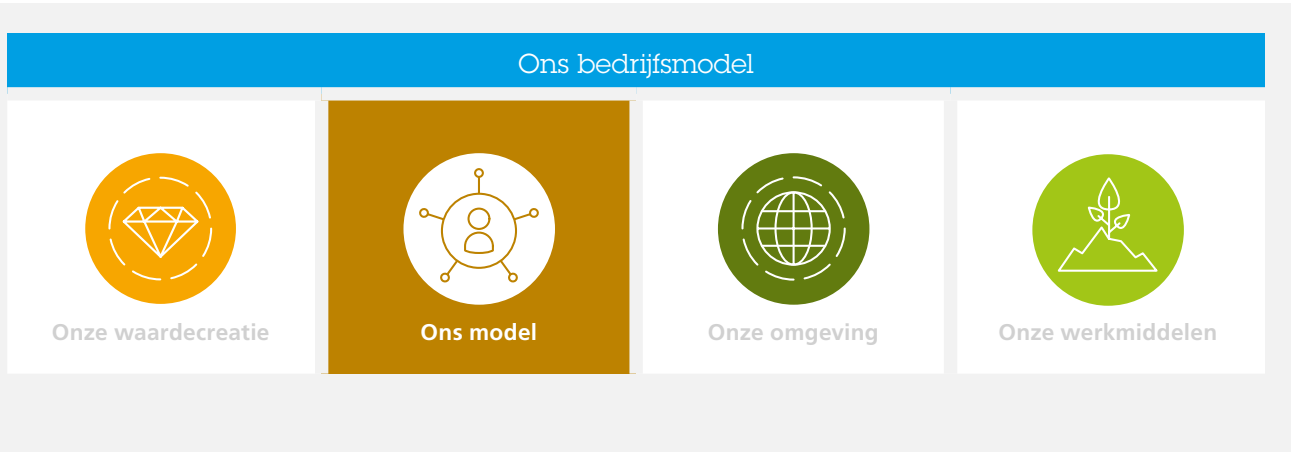 Ons bedrijfsmodel
Onze waardecreatie
Ons model
Onze omgeving
Onze werkmiddelen